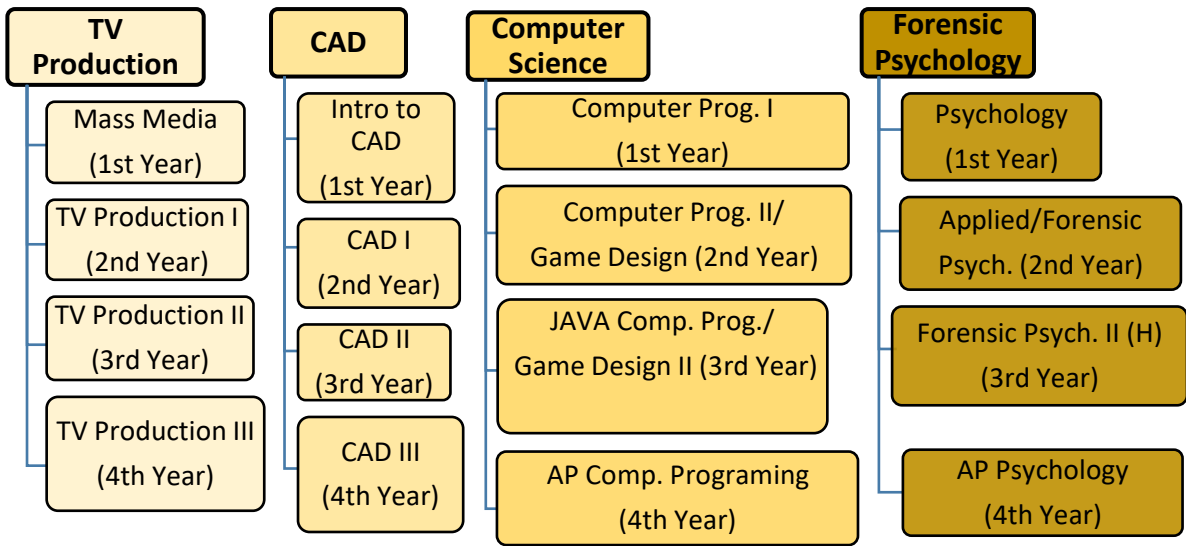 TV
Production
Mass Media
(1st Year)
TV Production I
(2nd Year)
TV Production II
(3rd Year)
TV Production III
(4th Year)
CAD
Intro to
CAD
(1st Year)
CAD I
(2nd Year)
CAD II
(3rd Year)
CAD III
(4th Year)
Computer
Science
Computer Prog. I
(1st Year)
Computer Prog. II/
Game Design (2nd Year)
JAVA Comp. Prog./
Game Design II (3rd Year)
AP Comp. Programing
(4th Year)
Forensic
Psychology
Psychology
(1st Year)
Applied/Forensic
Psych. (2nd Year)
Forensic Psych. II (H)
(3rd Year)
AP Psychology
(4th Year)